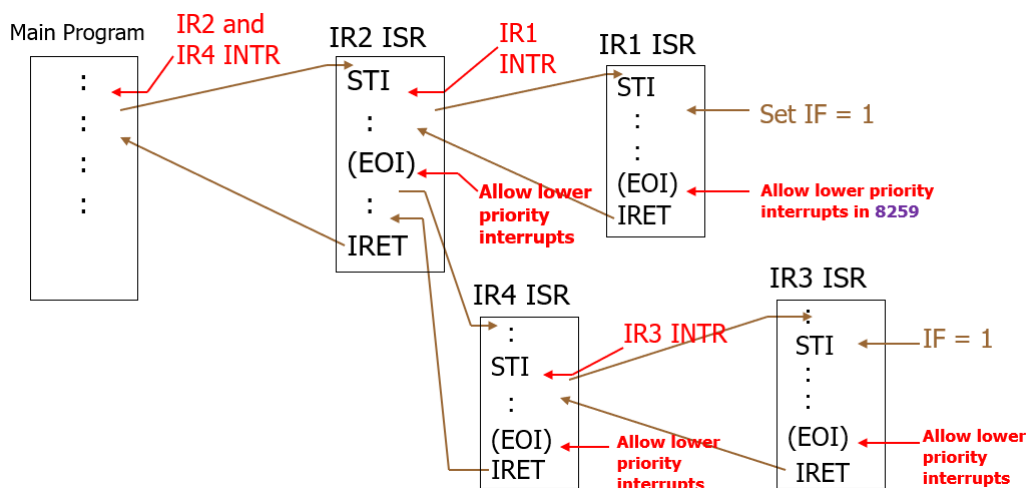 Main Program
:
:
:
:
IR2 and
IR4 INTR
IR2 ISR
STI
:
(EOI)
:
IRET
IR1
INTR
Allow lower
priority
interrupts
IR1 ISR
STI
:
:
(EOI)
IRET
Set IF = 1
Allow lower priority
interrupts in 8259
IR4 ISR
:
STI
:
(EOI)
IRET
IR3 INTR
Allow lower
priority
interrupts
IR3 ISR
:
STI
:
:
(EOI)
IRET
IF = 1
Allow lower
priority
interrupts